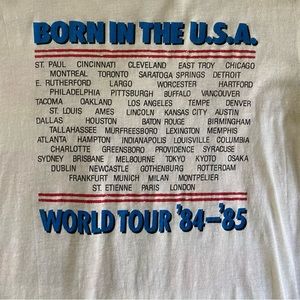 BORN IN THE U.S.A.
ST. PAUL CINCINNATI CLEVELAND EAST TROY CHICAGO
MONTREAL TORONTO SARATOGA SPRINGS DETROIT
E. RUTHERFORD LARGO WORCESTER HARTFORD
PHILADELPHIA PITTSBURGH BUFFALO VANCOUVER
TACOMA OAKLAND LOS ANGELES TEMPE DENVER
ST. LOUIS AMES LINCOLN KANSAS CITY AUSTIN
DALLAS HOUSTON BATON ROUGE BIRMINGHAM
TALLAHASSEE MURFREESBORO LEXINGTON MEMPHIS
ATLANTA HAMPTON INDIANAPOLIS LOUISVILLE COLUMBIA
CHARLOTTE GREENSBORO PROVIDENCE SYRACUSE
SYDNEY BRISBANE MELBOURNE TOKYO KYOTO OSAKA
DUBLIN NEWCASTLE GOTHENBURG ROTTERDAM
FRANKFURT MUNICH MILAN MONTPELIER
ST. ETIENNE PARIS LONDON
WORLD TOUR '84–'85